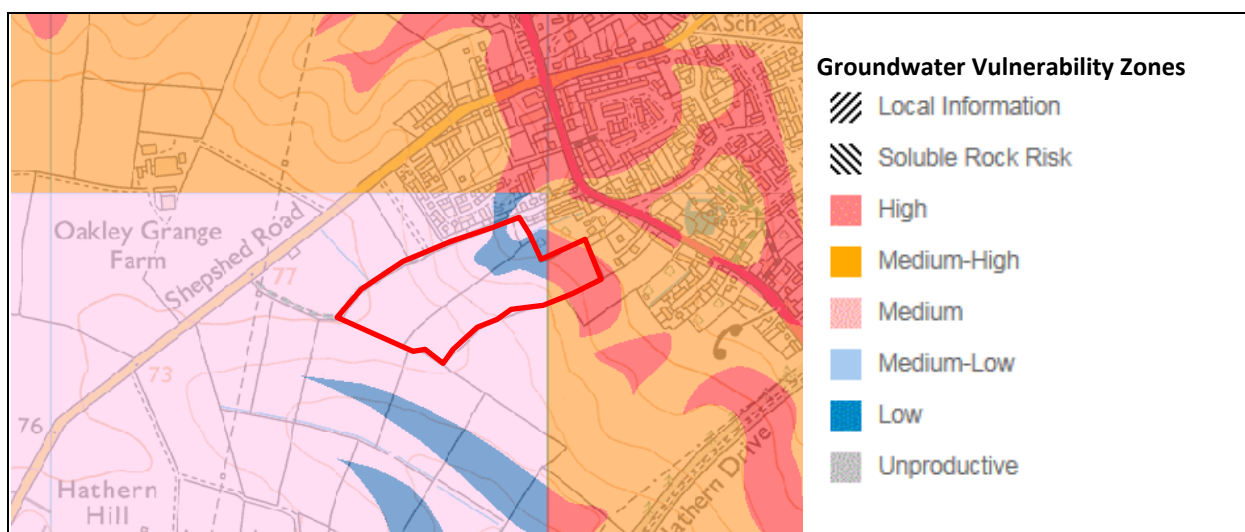 Sch
Oakley Grange
Farm
Shepshed Road
77
73
76
Hathern
Hill
Hathern Drive
Groundwater Vulnerability Zones
Local Information
Soluble Rock Risk
High
Medium-High
Medium
Medium-Low
Low
Unproductive